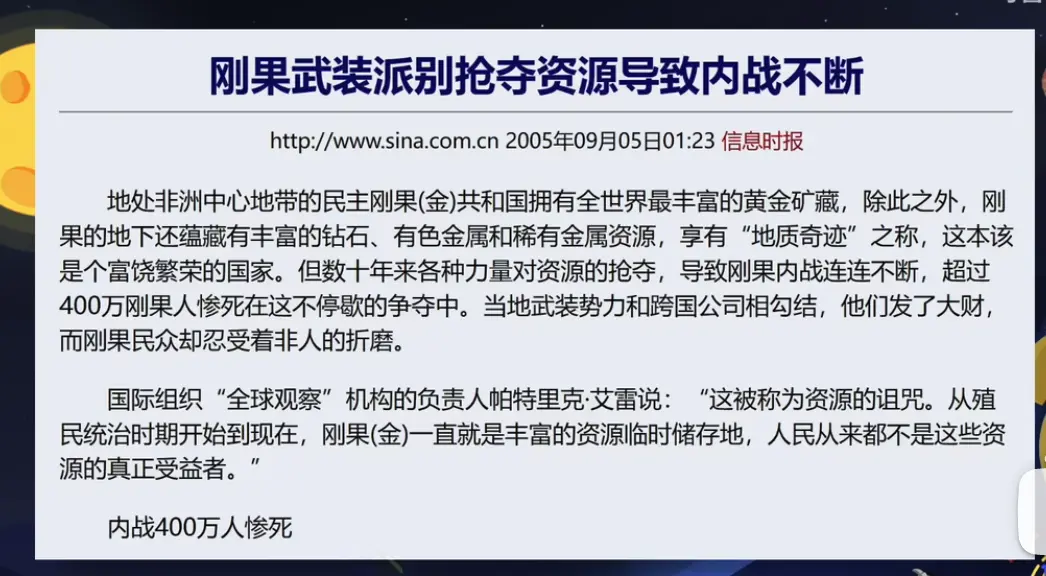 刚果武装派别抢夺资源导致内战不断
http://www.sina.com.cn 2005年09月05日01:23 信息时报
地处非洲中心地带的民主刚果(金)共和国拥有全世界最丰富的黄金矿藏，除此之外，刚
果的地下还蕴藏有丰富的钻石、有色金属和稀有金属资源，享有“地质奇迹”之称，这本该
是个富饶繁荣的国家。但数十年来各种力量对资源的抢夺，导致刚果内战连连不断，超过
400万刚果人惨死在这不停歇的争夺中。当地武装势力和跨国公司相勾结，他们发了大财，
而刚果民众却忍受着非人的折磨。
国际组织“全球观察”机构的负责人帕特里克·艾雷说：“这被称为资源的诅咒。从殖
民统治时期开始到现在，刚果(金)一直就是丰富的资源临时储存地，人民从来都不是这些资
源的真正受益者。”
内战400万人惨死